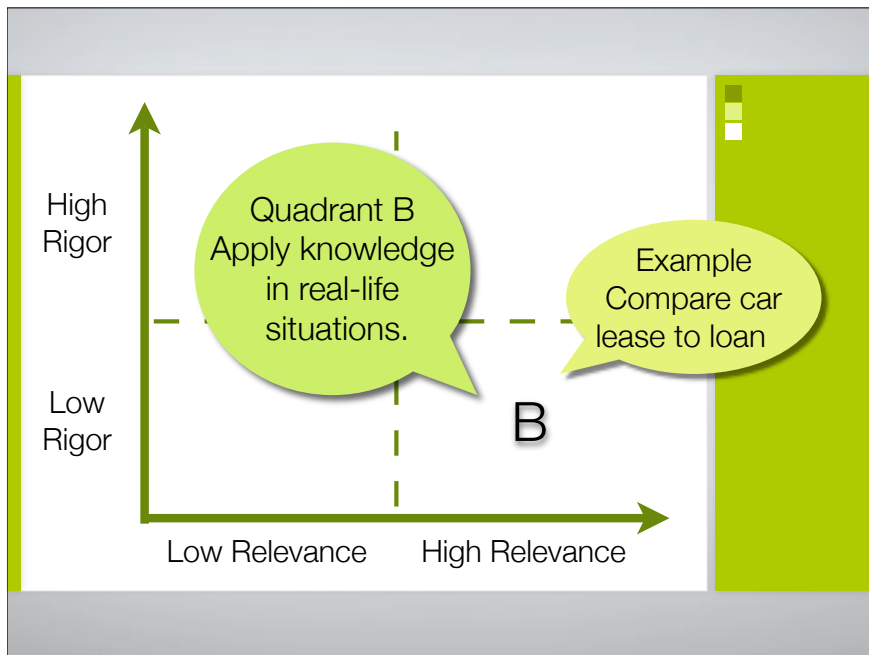 High
Rigor
Quadrant B
Apply knowledge
in real-life
situations.
Example
Compare car
lease to loan
Low
Rigor
B
Low Relevance
High Relevance